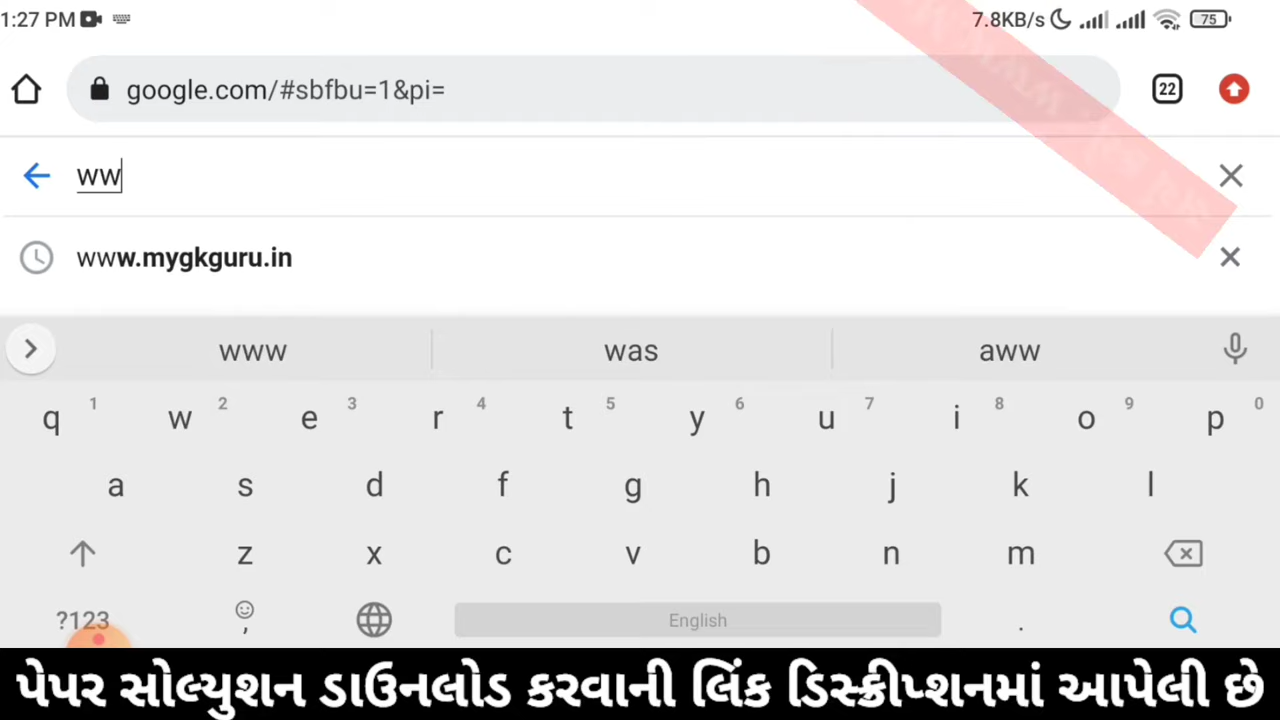 1:27 PM 7.8KB/s 75
google.com/#sbfbu=1&pi= 22
ww
www.mygkguru.in
www was aww
q 1 w 2 e 3 r 4 t 5 y 6 u 7 i 8 o 9 p 0
a s d f g h j k l
z x c v b n m
?123 , English .
પેપર સોલ્યુશન ડાઉનલોડ કરવાની લિંક ડિસ્ક્રીપ્શનમાં આપેલી છે